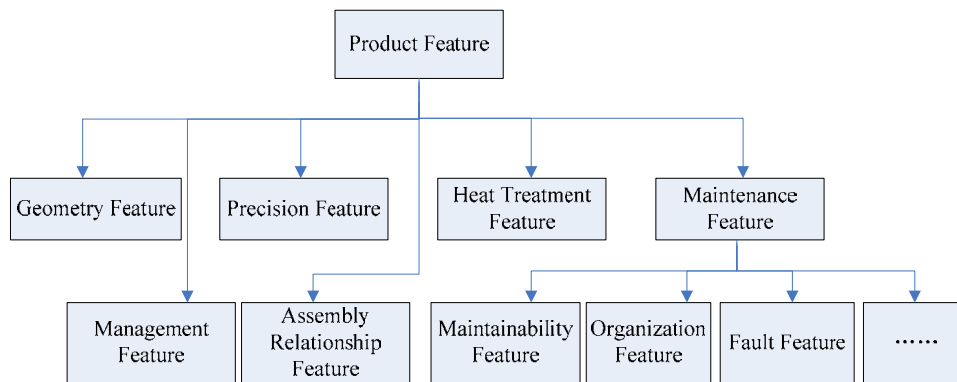 Product Feature
Geometry Feature
Precision Feature
Heat Treatment
Feature
Maintenance
Feature
Management
Feature
Assembly
Relationship
Feature
Maintainability
Feature
Organization
Feature
Fault Feature
……